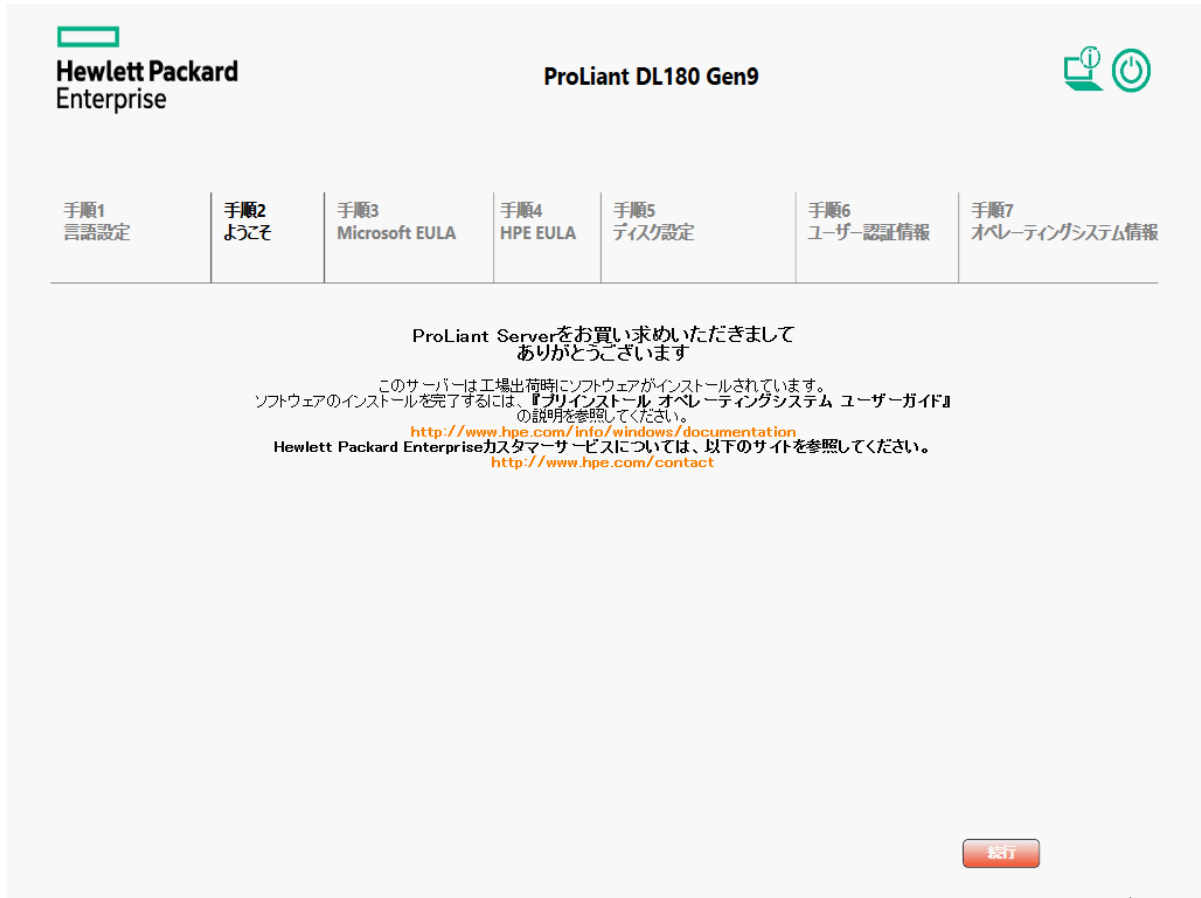 Hewlett Packard
Enterprise
ProLiant DL180 Gen9
手順1
言語設定
手順2
ようこそ
手順3
Microsoft EULA
手順4
HPE EULA
手順5
ディスク設定
手順6
ユーザー認証情報
手順7
オペレーティングシステム情報
ProLiant Serverをお買い求めいただきまして
ありがとうございます
このサーバーは工場出荷時にソフトウェアがインストールされています。
ソフトウェアのインストールを完了するには、『プリインストール オペレーティングシステム ユーザーガイド』
の説明を参照してください。
http://www.hpe.com/info/windows/documentation
Hewlett Packard Enterpriseカスタマーサービスについては、以下のサイトを参照してください。
http://www.hpe.com/contact
続行